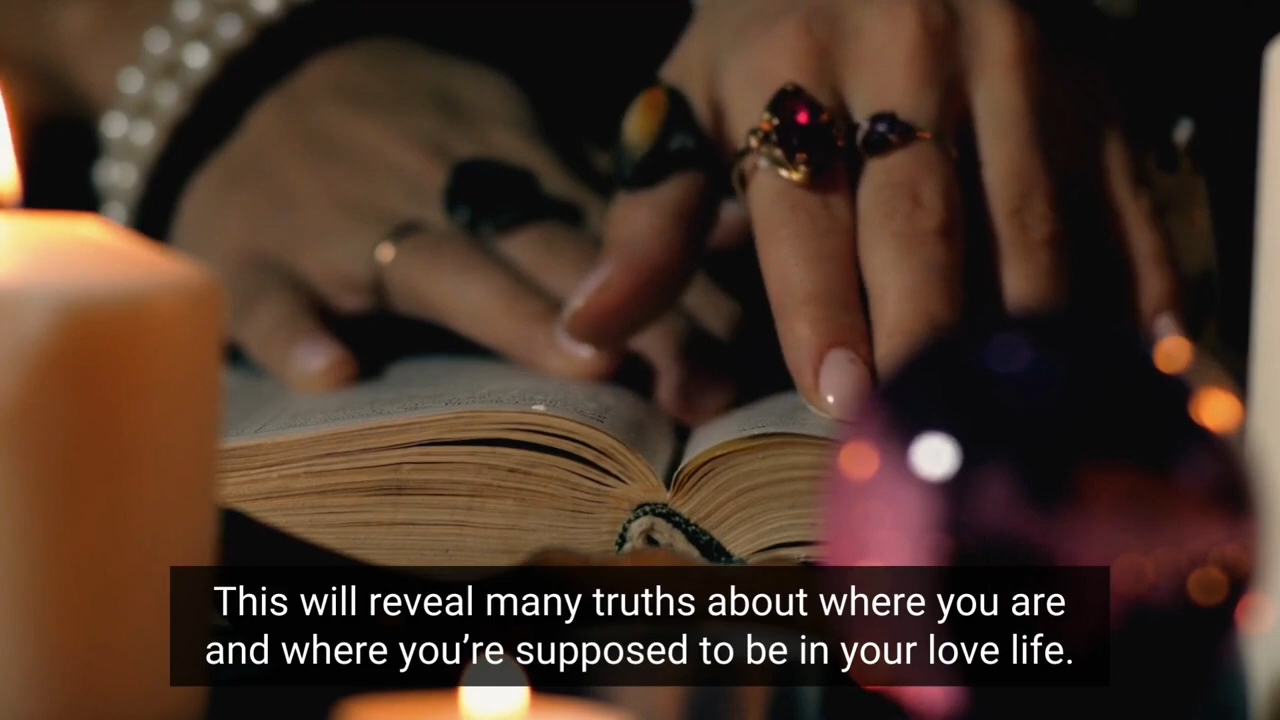 This will reveal many truths about where you are
and where you’re supposed to be in your love life.